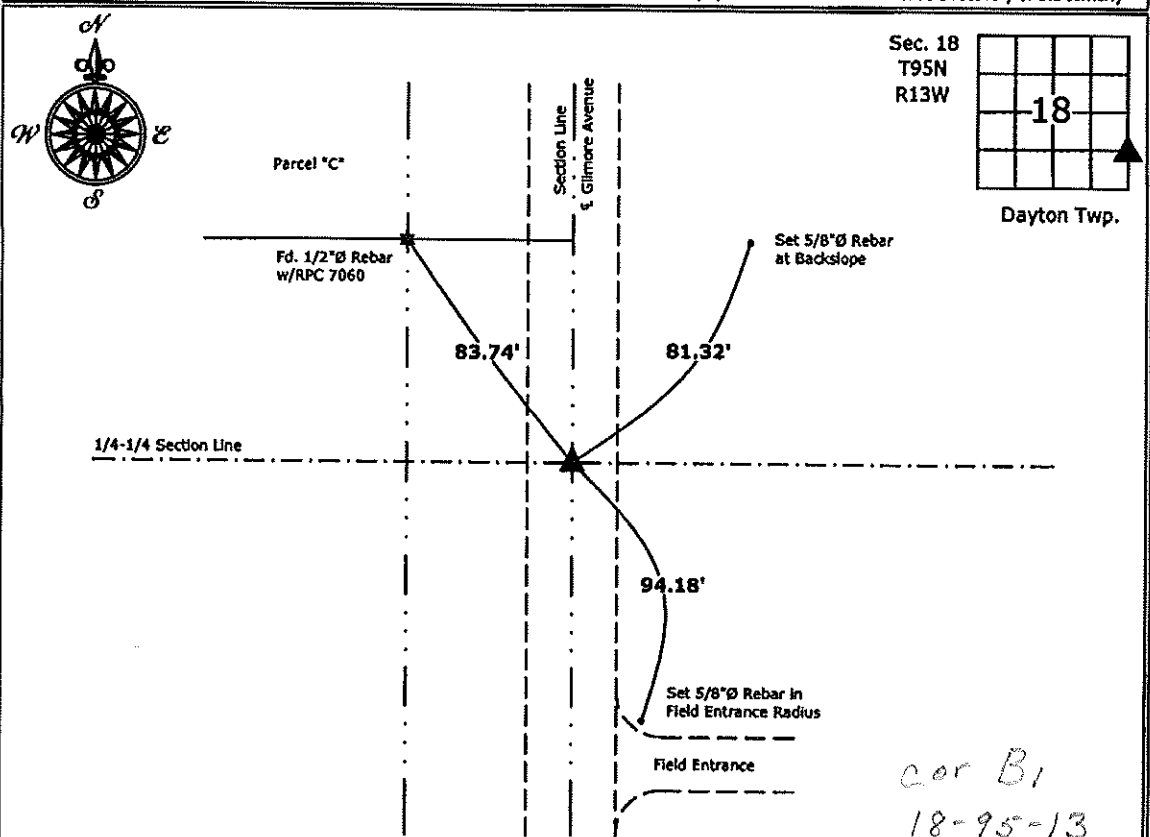 N
W
E
S
Sec. 18
T95N
R13W
18
Dayton Twp.
Section Line
℄ Gilmore Avenue
Parcel "C"
Fd. 1/2"Ø Rebar
w/RPC 7060
Set 5/8"Ø Rebar
at Backslope
83.74'
81.32'
1/4-1/4 Section Line
94.18'
Set 5/8"Ø Rebar in
Field Entrance Radius
Field Entrance
cor B1
18-95-13